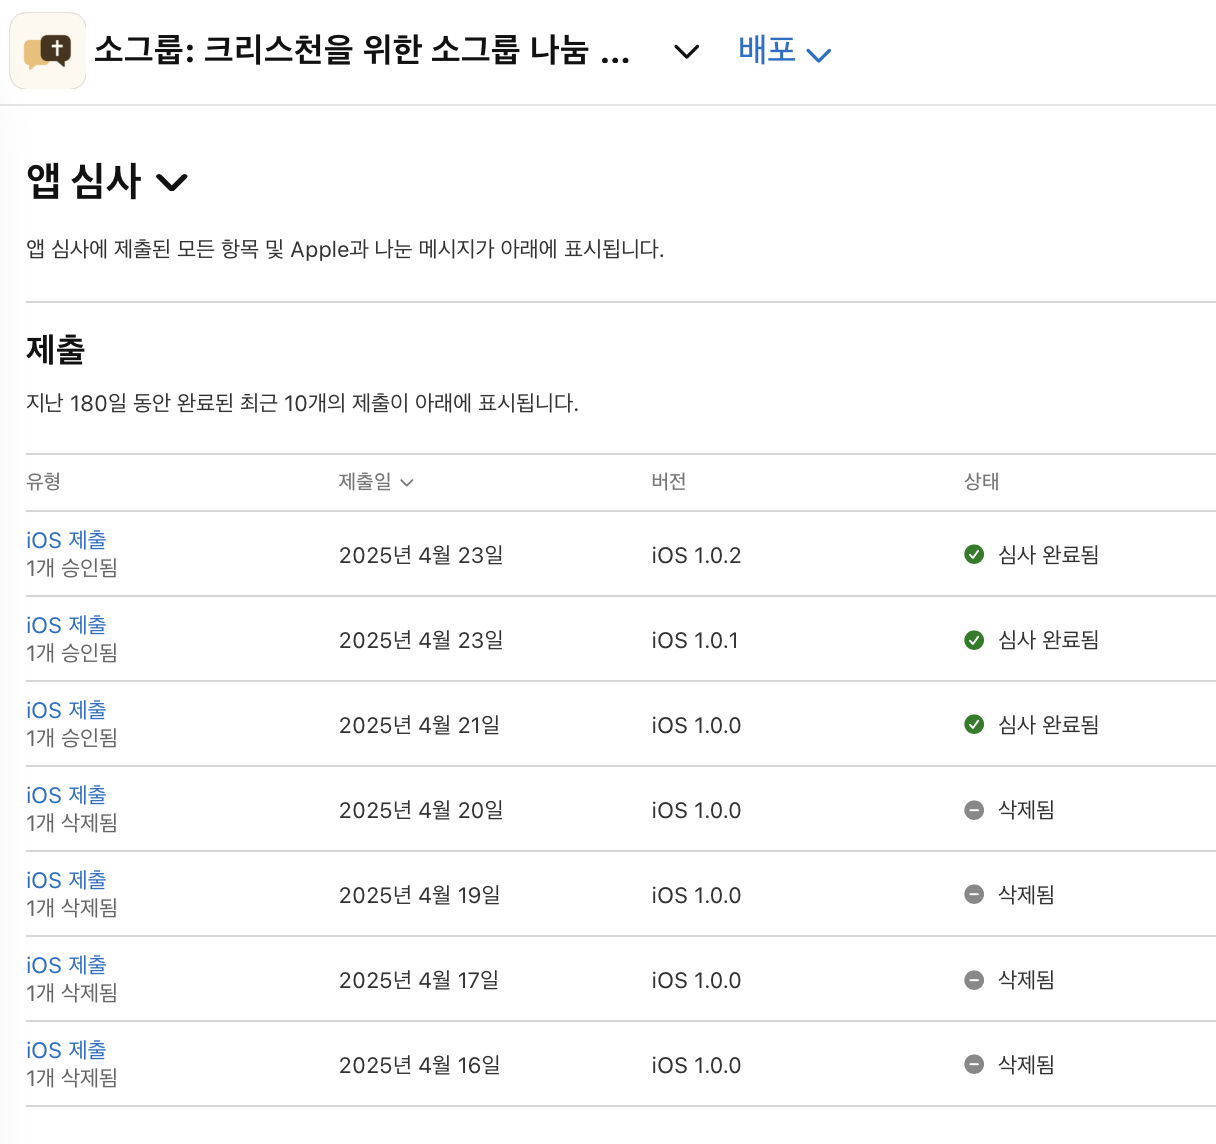 소그룹: 크리스천을 위한 소그룹 나눔 ...
배포
앱 심사
앱 심사에 제출된 모든 항목 및 Apple과 나눈 메시지가 아래에 표시됩니다.
제출
지난 180일 동안 완료된 최근 10개의 제출이 아래에 표시됩니다.
유형 제출일 버전 상태
iOS 제출
1개 승인됨
2025년 4월 23일 iOS 1.0.2 심사 완료됨
iOS 제출
1개 승인됨
2025년 4월 23일 iOS 1.0.1 심사 완료됨
iOS 제출
1개 승인됨
2025년 4월 21일 iOS 1.0.0 심사 완료됨
iOS 제출
1개 삭제됨
2025년 4월 20일 iOS 1.0.0 삭제됨
iOS 제출
1개 삭제됨
2025년 4월 19일 iOS 1.0.0 삭제됨
iOS 제출
1개 삭제됨
2025년 4월 17일 iOS 1.0.0 삭제됨
iOS 제출
1개 삭제됨
2025년 4월 16일 iOS 1.0.0 삭제됨